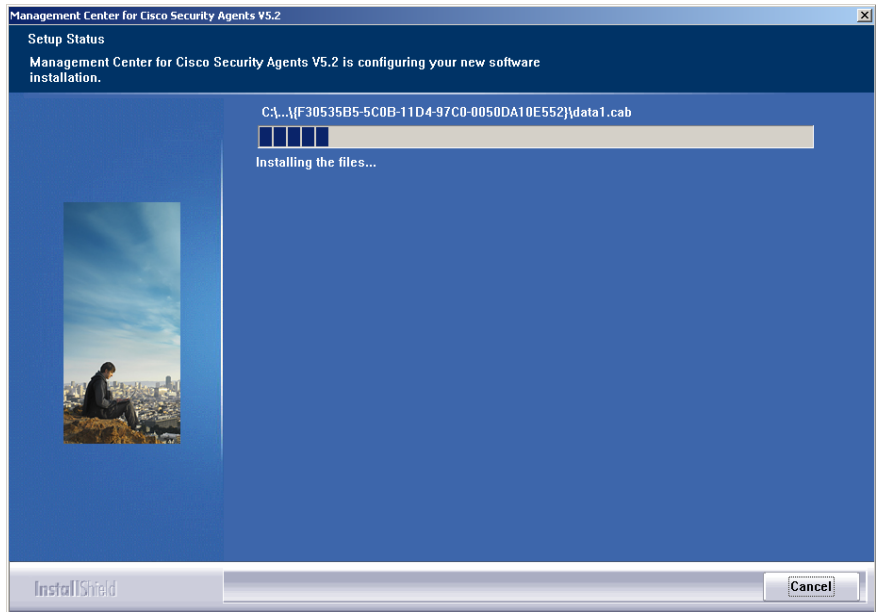 Management Center for Cisco Security Agents V5.2
Setup Status
Management Center for Cisco Security Agents V5.2 is configuring your new software
installation.
C:\...\{F30535B5-5C0B-11D4-97C0-0050DA10E552}\data1.cab
Installing the files...
InstallShield
Cancel